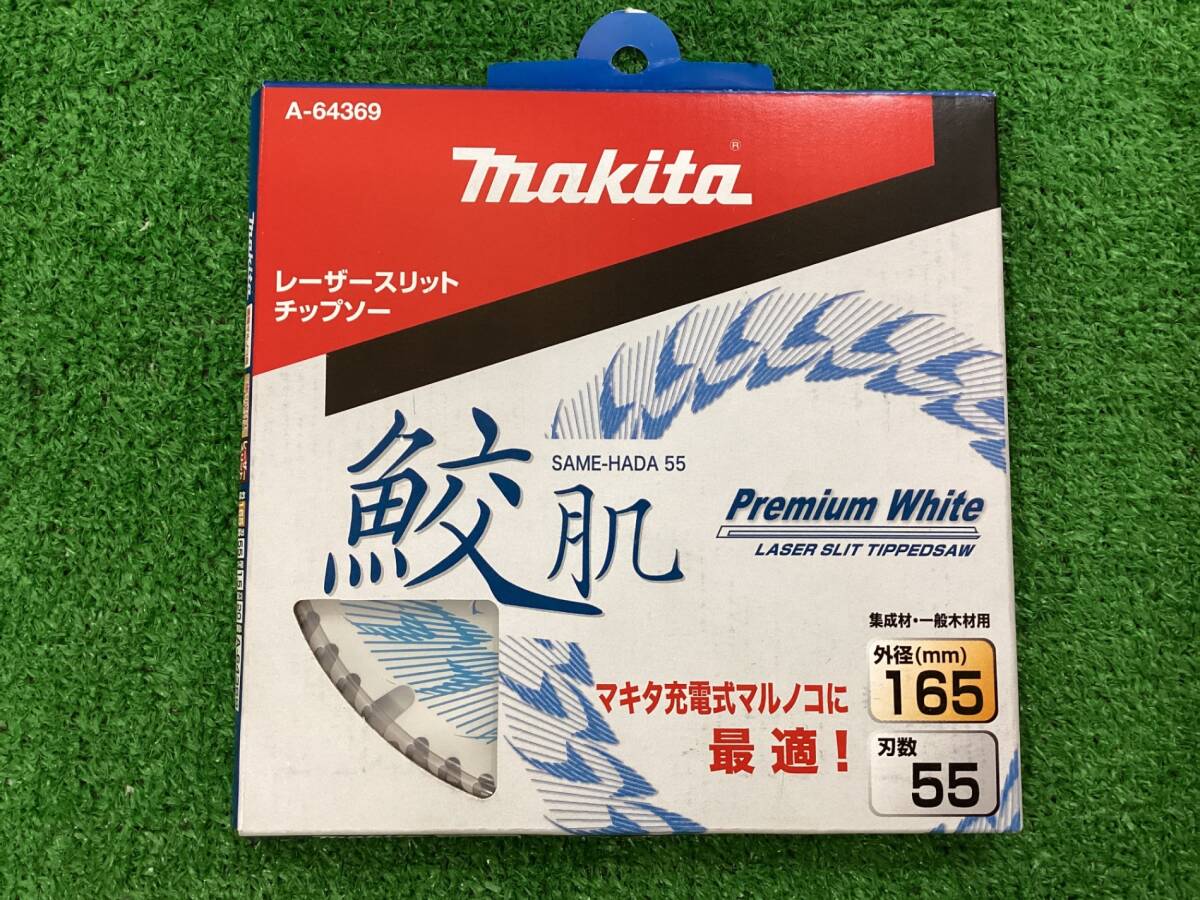 A-64369
makita
®
レーザースリット
チップソー
鮫肌
SAME-HADA 55
Premium White
LASER SLIT TIPPEDSAW
集成材・一般木材用
外径(mm)
165
マキタ充電式マルノコに
最適！
刃数
55
makita